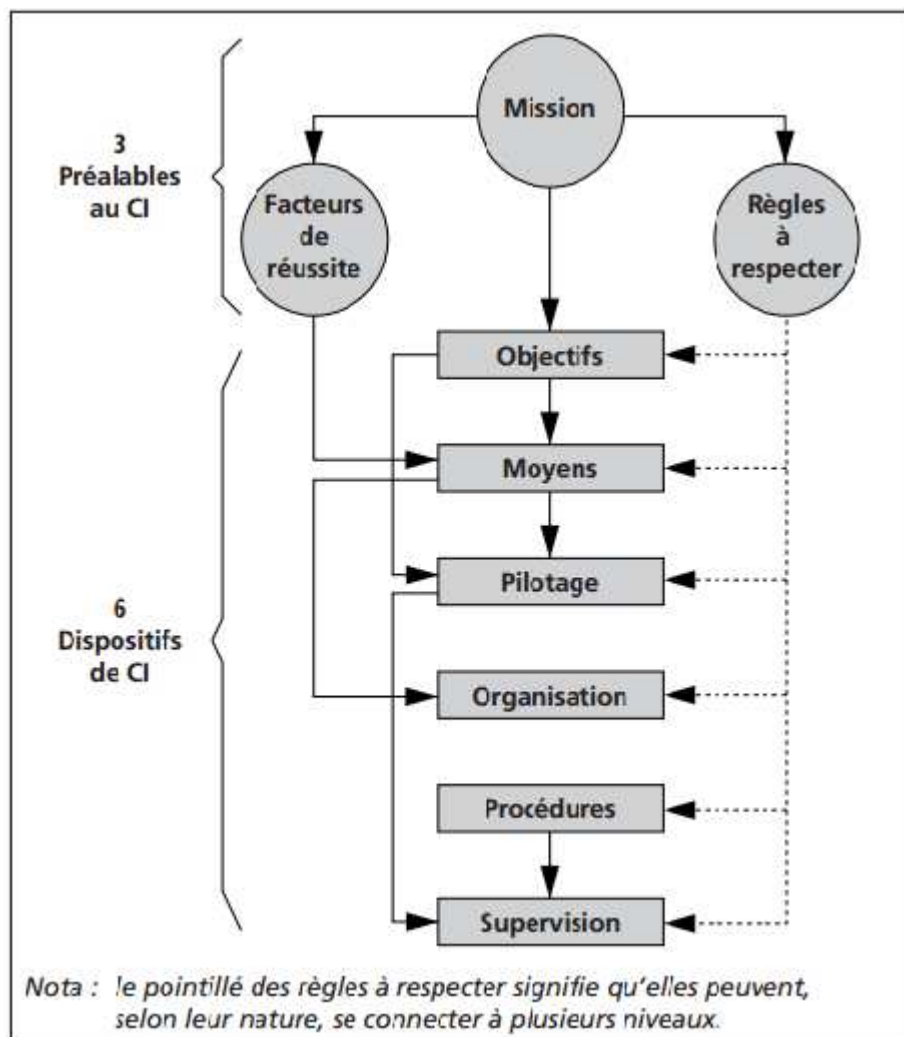 Mission
3
Préalables
au CI
Facteurs
de
réussite
Règles
à
respecter
Objectifs
Moyens
Pilotage
6
Dispositifs
de CI
Organisation
Procédures
Supervision
Nota : le pointillé des règles à respecter signifie qu'elles peuvent,
selon leur nature, se connecter à plusieurs niveaux.